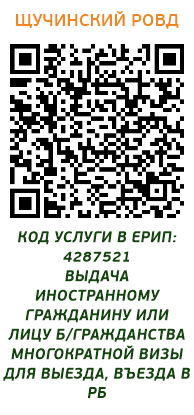 ЩУЧИНСКИЙ РОВД
КОД УСЛУГИ В ЕРИП:
4287521
ВЫДАЧА
ИНОСТРАННОМУ
ГРАЖДАНИНУ ИЛИ
ЛИЦУ Б/ГРАЖДАНСТВА
МНОГОКРАТНОЙ ВИЗЫ
ДЛЯ ВЫЕЗДА, ВЪЕЗДА В
РБ